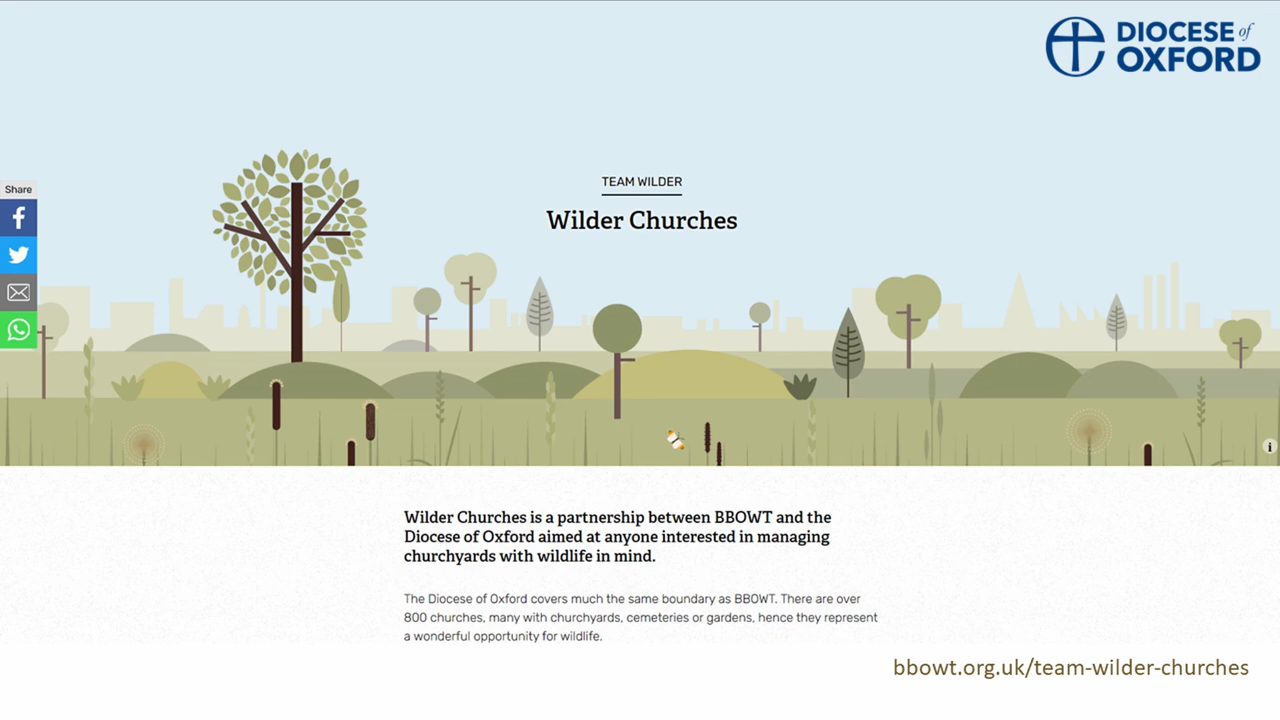 DIOCESE of
OXFORD
Share
TEAM WILDER
Wilder Churches
i
Wilder Churches is a partnership between BBOWT and the
Diocese of Oxford aimed at anyone interested in managing
churchyards with wildlife in mind.
The Diocese of Oxford covers much the same boundary as BBOWT. There are over
800 churches, many with churchyards, cemeteries or gardens, hence they represent
a wonderful opportunity for wildlife.
bbowt.org.uk/team-wilder-churches